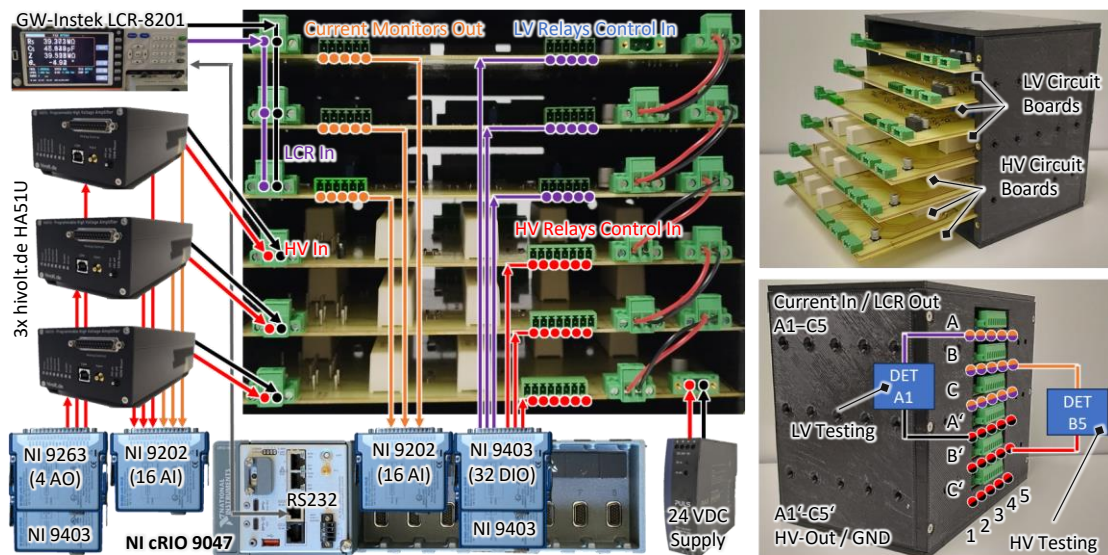 GW-Instek LCR-8201
Current Monitors Out
LV Relays Control In
LCR In
3x hivolt.de HA51U
HV In
HV Relays Control In
NI 9263
(4 AO)
NI 9403
NI 9202
(16 AI)
NI cRIO 9047
NATIONAL
INSTRUMENTS
RS232
NI 9202
(16 AI)
NI 9403
(32 DIO)
NI 9403
24 VDC
Supply
LV Circuit
Boards
HV Circuit
Boards
Current In / LCR Out
A1–C5
A
B
C
A‘
B‘
C‘
DET
A1
DET
B5
LV Testing
A1‘-C5‘
HV-Out / GND
1 2 3 4 5
HV Testing